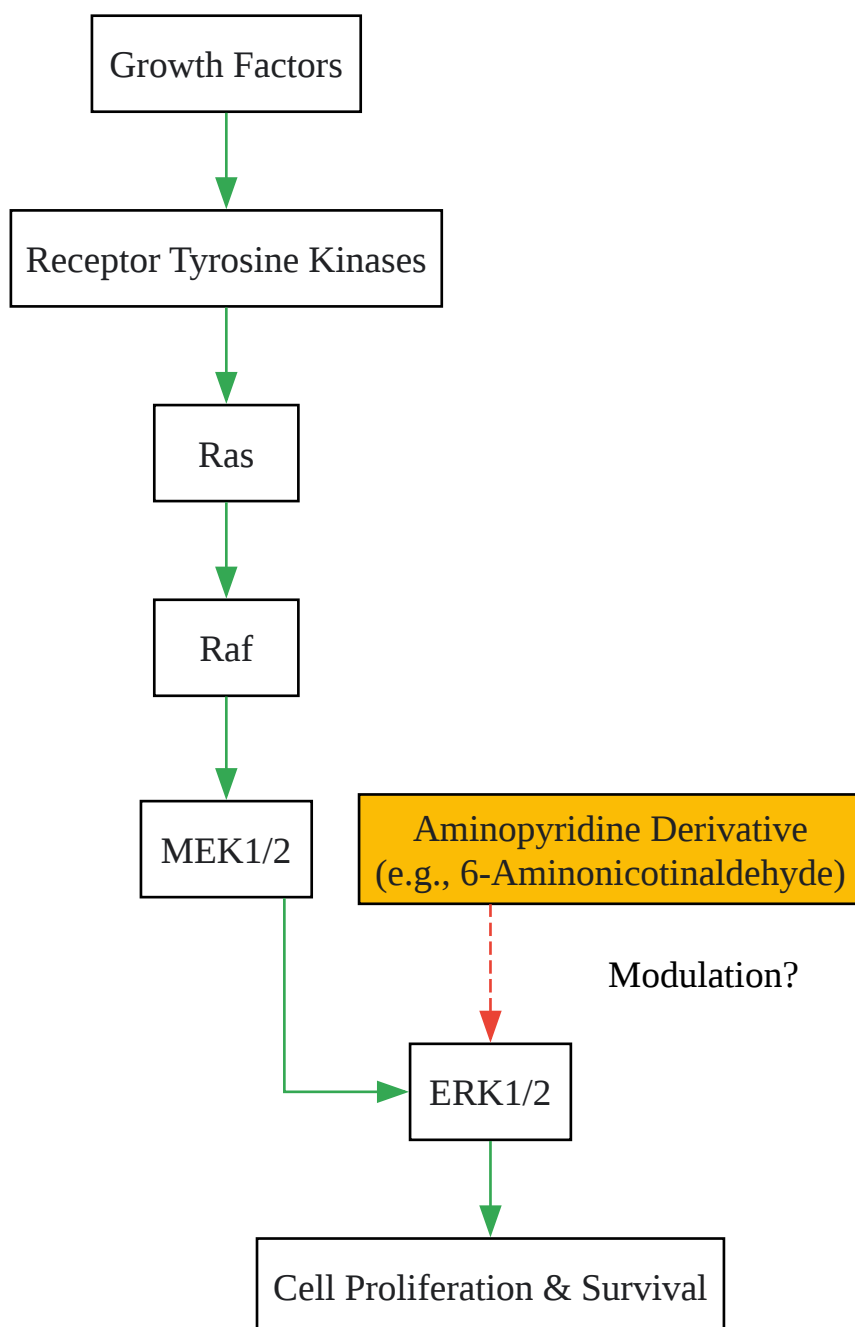 Growth Factors
Receptor Tyrosine Kinases
Ras
Raf
MEK1/2
Aminopyridine Derivative
(e.g., 6-Aminonicotinaldehyde)
Modulation?
ERK1/2
Cell Proliferation & Survival